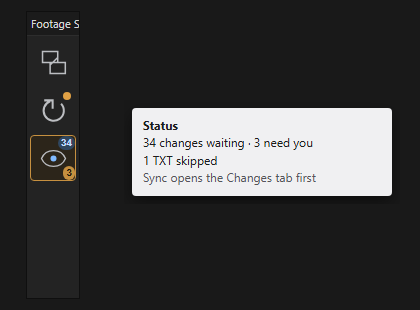 Footage S
34
3
Status
34 changes waiting · 3 need you
1 TXT skipped
Sync opens the Changes tab first